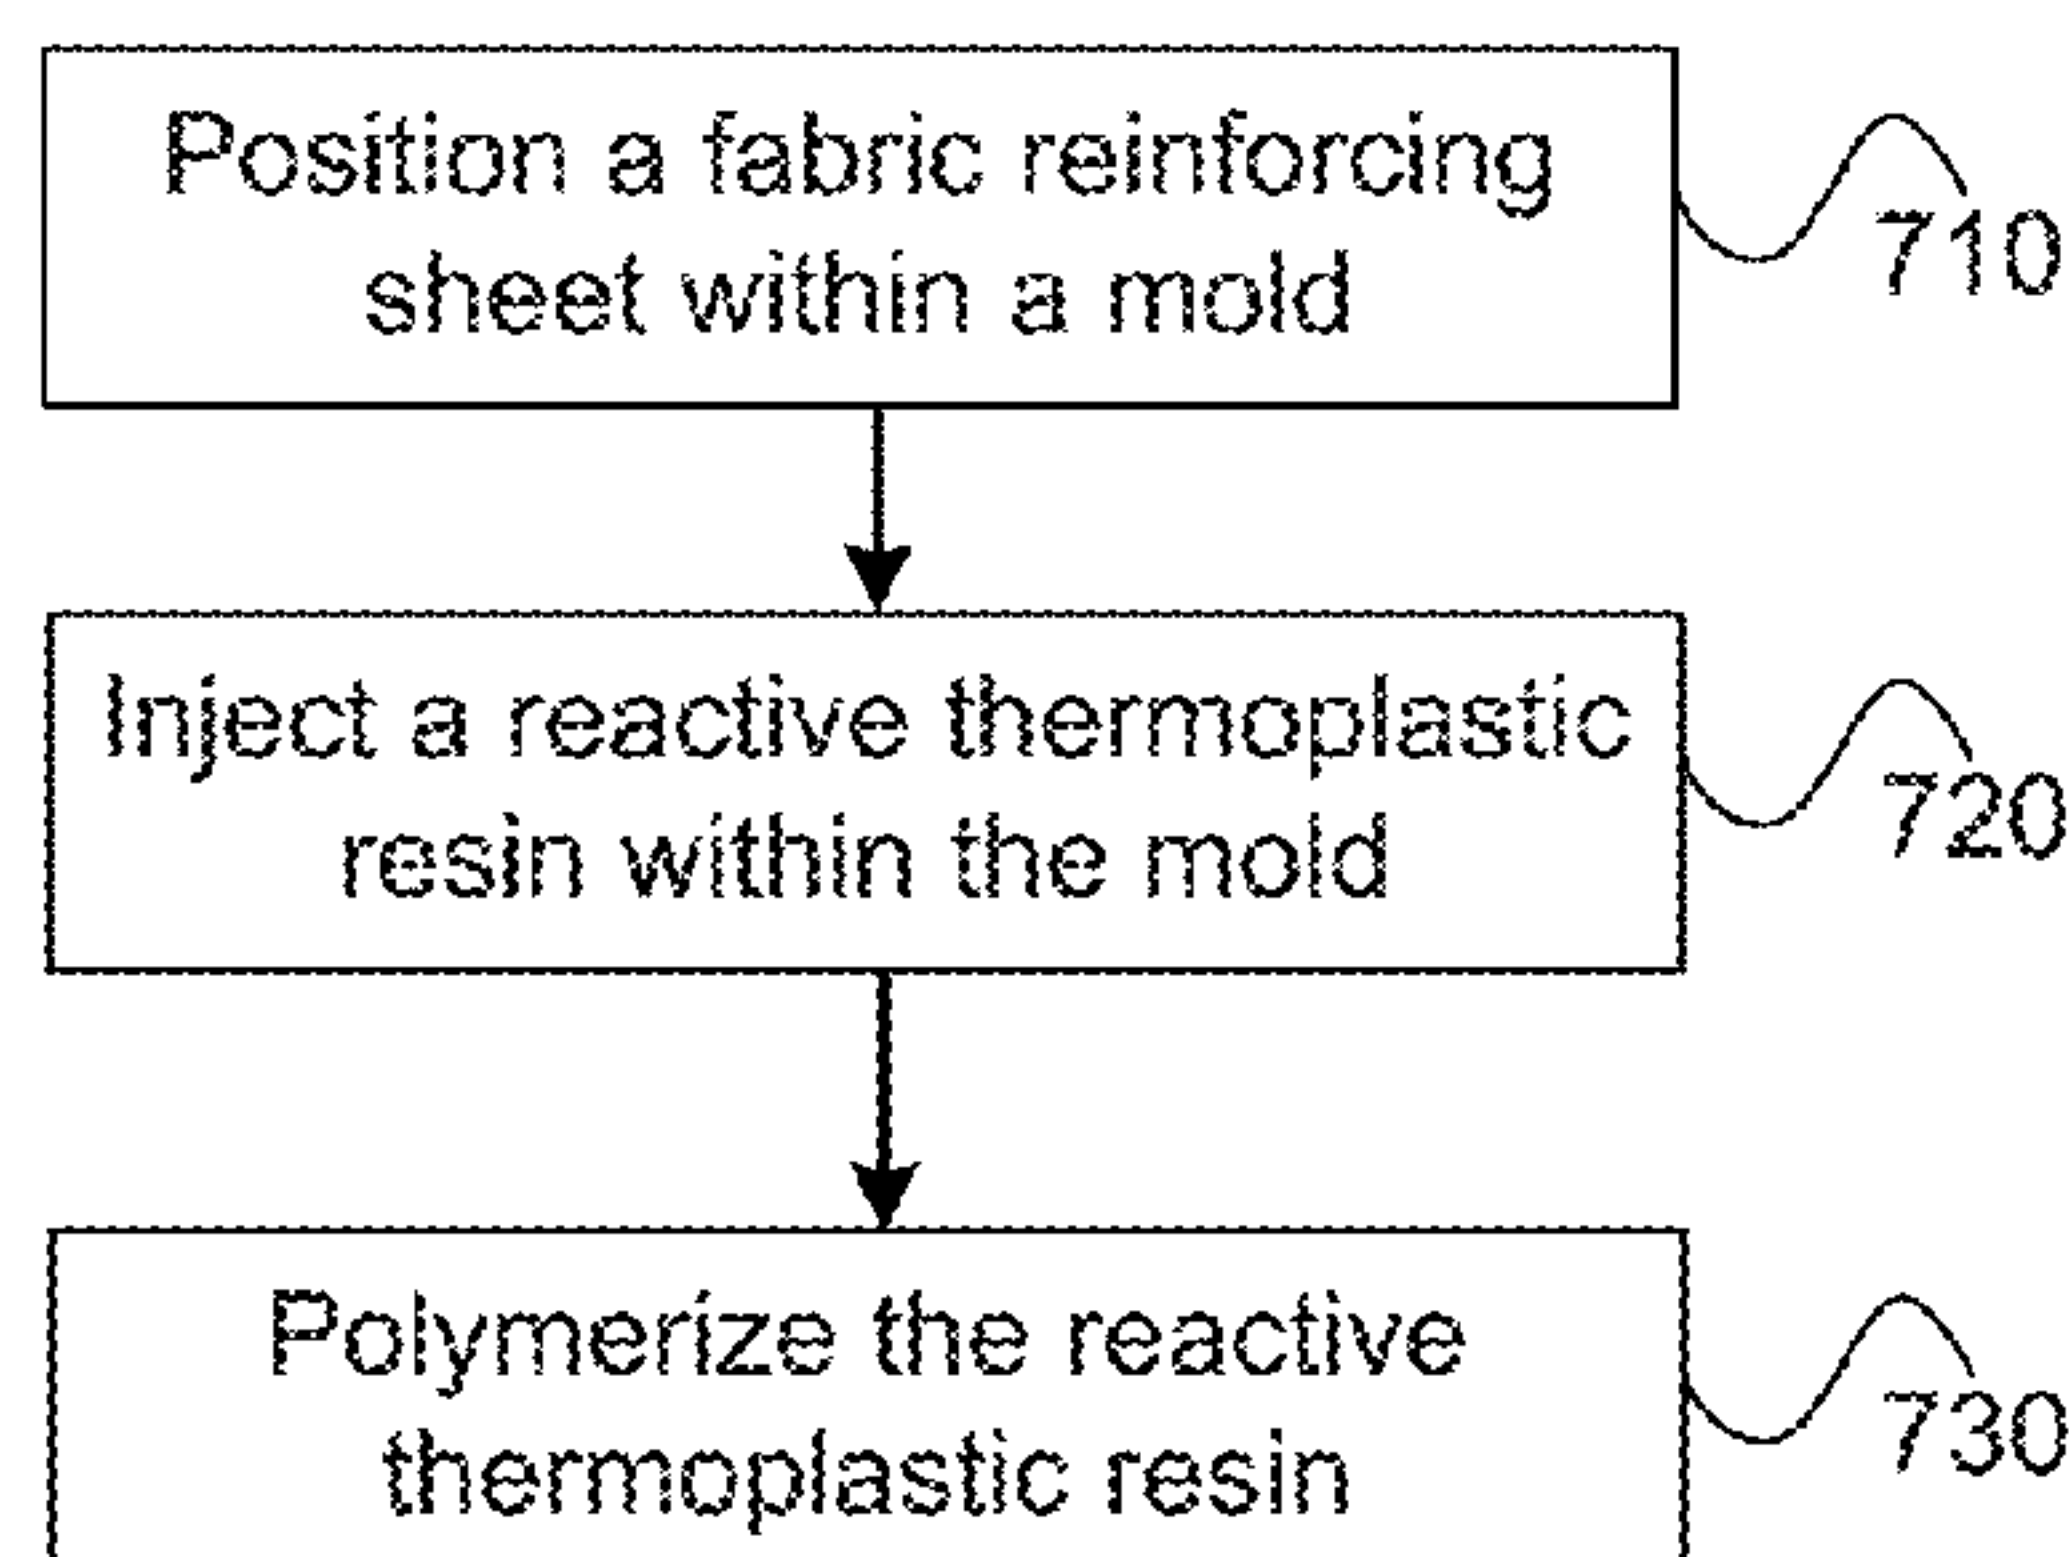 Position a fabric reinforcing
sheet within a mold
710
Inject a reactive thermoplastic
resin within the mold
720
Polymerize the reactive
thermoplastic resin
730